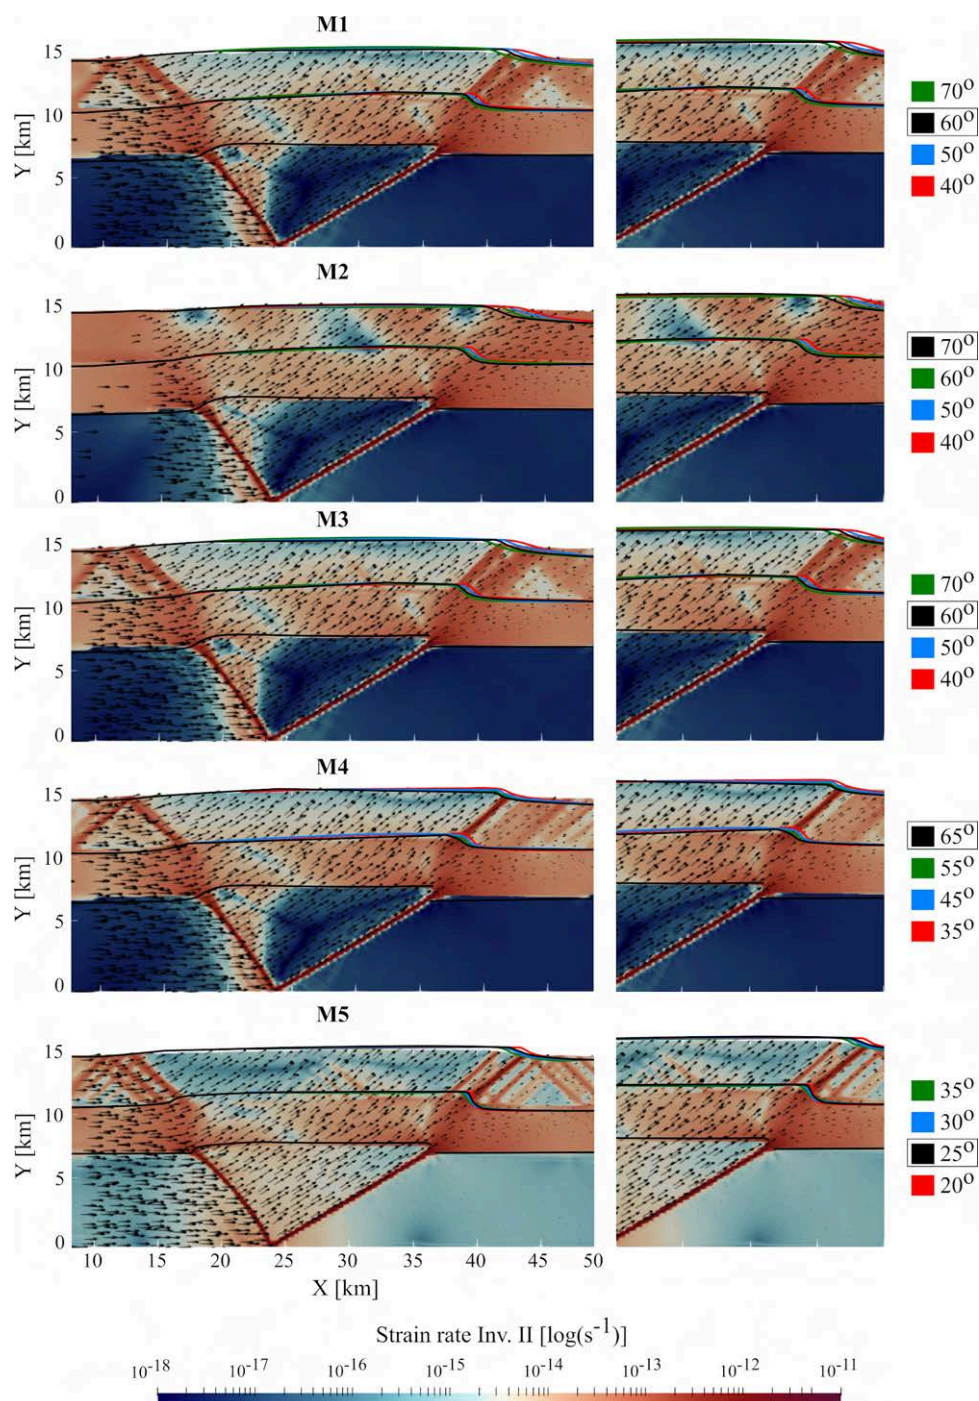 M1
15
10
5
0
Y [km]
70°
60°
50°
40°
M2
15
10
5
0
Y [km]
70°
60°
50°
40°
M3
15
10
5
0
Y [km]
70°
60°
50°
40°
M4
15
10
5
0
Y [km]
65°
55°
45°
35°
M5
15
10
5
0
Y [km]
35°
30°
25°
20°
10 15 20 25 30 35 40 45 50
X [km]
Strain rate Inv. II [log(s⁻¹)]
10⁻¹⁸ 10⁻¹⁷ 10⁻¹⁶ 10⁻¹⁵ 10⁻¹⁴ 10⁻¹³ 10⁻¹² 10⁻¹¹